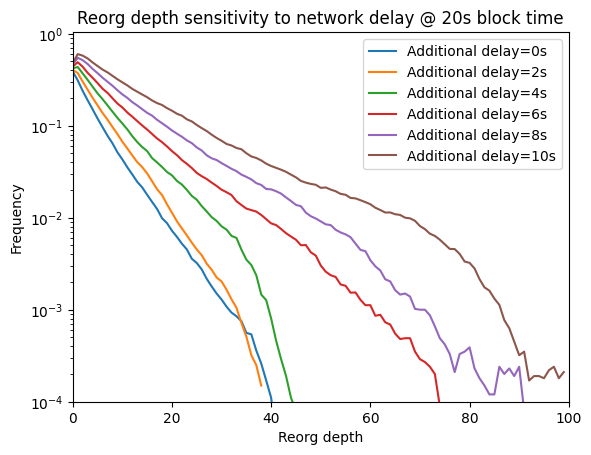 Reorg depth sensitivity to network delay @ 20s block time
Additional delay=0s
Additional delay=2s
Additional delay=4s
Additional delay=6s
Additional delay=8s
Additional delay=10s
Frequency
10⁰
10⁻¹
10⁻²
10⁻³
10⁻⁴
0 20 40 60 80 100
Reorg depth